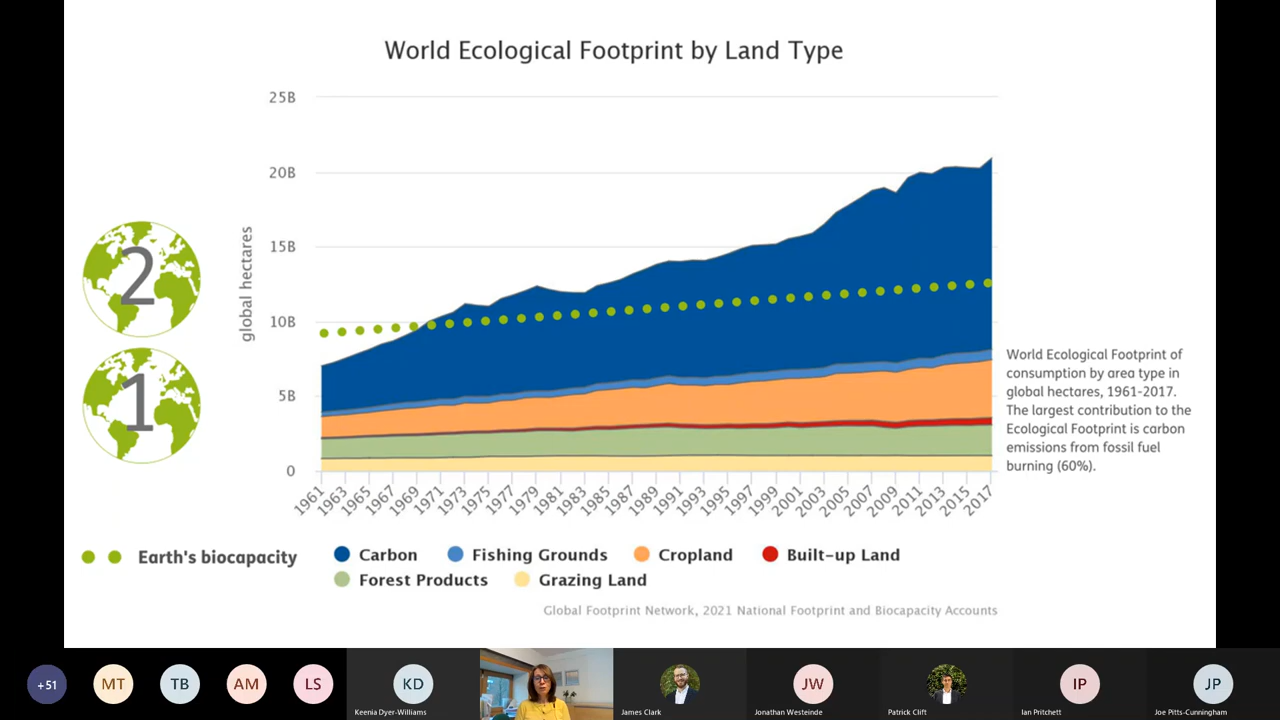 World Ecological Footprint by Land Type
25B
20B
15B
10B
5B
0
global hectares
2
1
1961 1963 1965 1967 1969 1971 1973 1975 1977 1979 1981 1983 1985 1987 1989 1991 1993 1995 1997 1999 2001 2003 2005 2007 2009 2011 2013 2015 2017
World Ecological Footprint of
consumption by area type in
global hectares, 1961-2017.
The largest contribution to the
Ecological Footprint is carbon
emissions from fossil fuel
burning (60%).
Earth's biocapacity
Carbon Fishing Grounds Cropland Built-up Land
Forest Products Grazing Land
Global Footprint Network, 2021 National Footprint and Biocapacity Accounts
+51 MT TB AM LS KD JW IP JP
Keenia Dyer-Williams James Clark Jonathan Westeinde Patrick Clift Ian Pritchett Joe Pitts-Cunningham